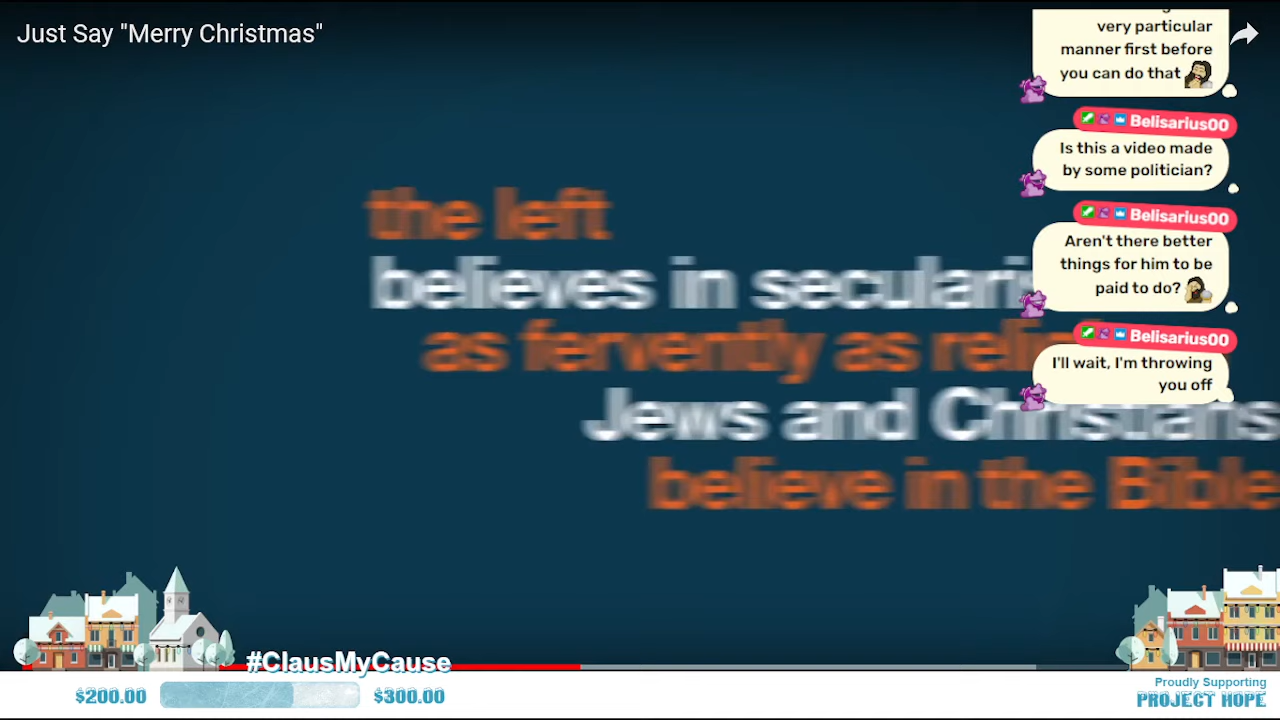 Just Say "Merry Christmas"
very particular
manner first before
you can do that
Belisarius00
Is this a video made
by some politician?
Belisarius00
Aren't there better
things for him to be
paid to do?
Belisarius00
I'll wait, I'm throwing
you off
the left
believes in
as fervently as
Jews and Christians
believe in the Bible
#ClausMyCause
$200.00
$300.00
Proudly Supporting
PROJECT HOPE